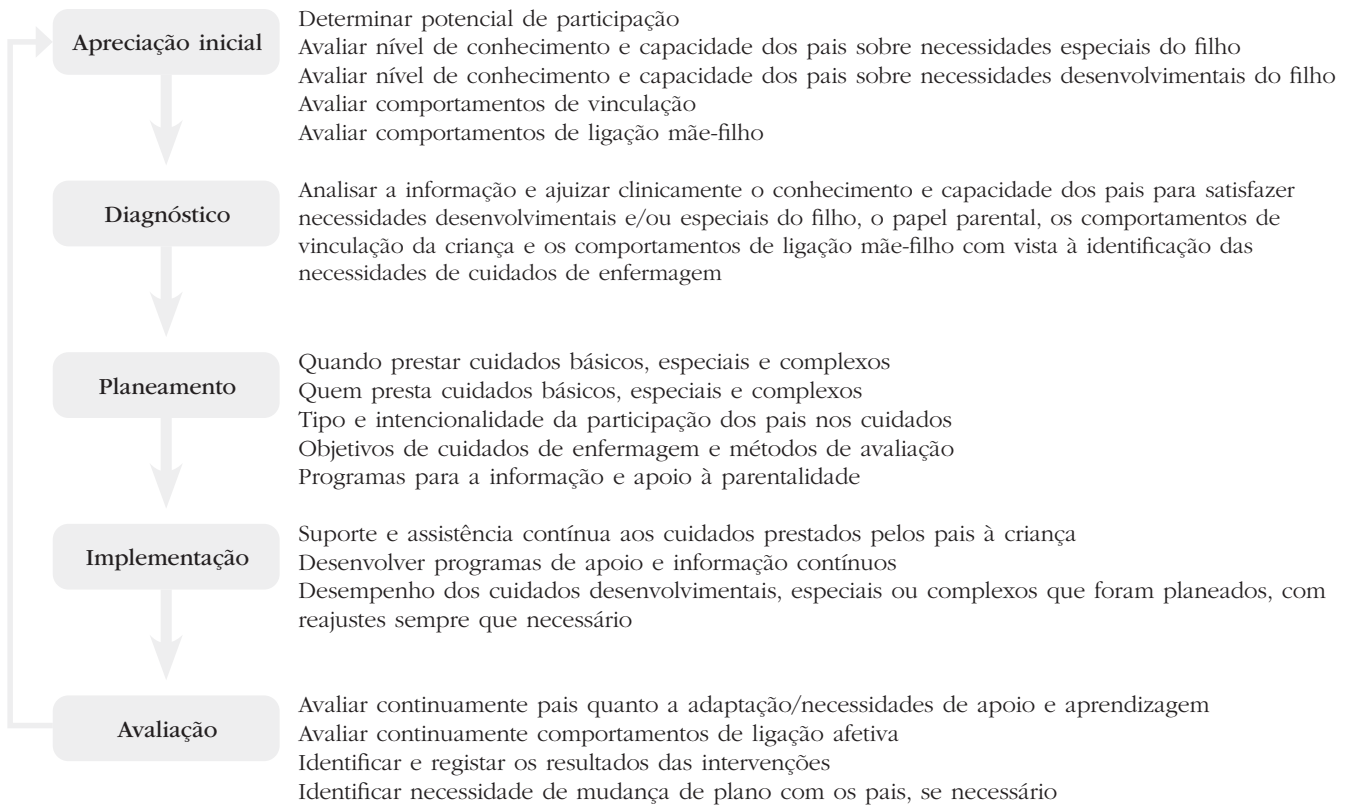 Apreciação inicial
Determinar potencial de participação
Avaliar nível de conhecimento e capacidade dos pais sobre necessidades especiais do filho
Avaliar nível de conhecimento e capacidade dos pais sobre necessidades desenvolvimentais do filho
Avaliar comportamentos de vinculação
Avaliar comportamentos de ligação mãe-filho
Diagnóstico
Analisar a informação e ajuizar clinicamente o conhecimento e capacidade dos pais para satisfazer
necessidades desenvolvimentais e/ou especiais do filho, o papel parental, os comportamentos de
vinculação da criança e os comportamentos de ligação mãe-filho com vista à identificação das
necessidades de cuidados de enfermagem
Planeamento
Quando prestar cuidados básicos, especiais e complexos
Quem presta cuidados básicos, especiais e complexos
Tipo e intencionalidade da participação dos pais nos cuidados
Objetivos de cuidados de enfermagem e métodos de avaliação
Programas para a informação e apoio à parentalidade
Implementação
Suporte e assistência contínua aos cuidados prestados pelos pais à criança
Desenvolver programas de apoio e informação contínuos
Desempenho dos cuidados desenvolvimentais, especiais ou complexos que foram planeados, com
reajustes sempre que necessário
Avaliação
Avaliar continuamente pais quanto a adaptação/necessidades de apoio e aprendizagem
Avaliar continuamente comportamentos de ligação afetiva
Identificar e registar os resultados das intervenções
Identificar necessidade de mudança de plano com os pais, se necessário